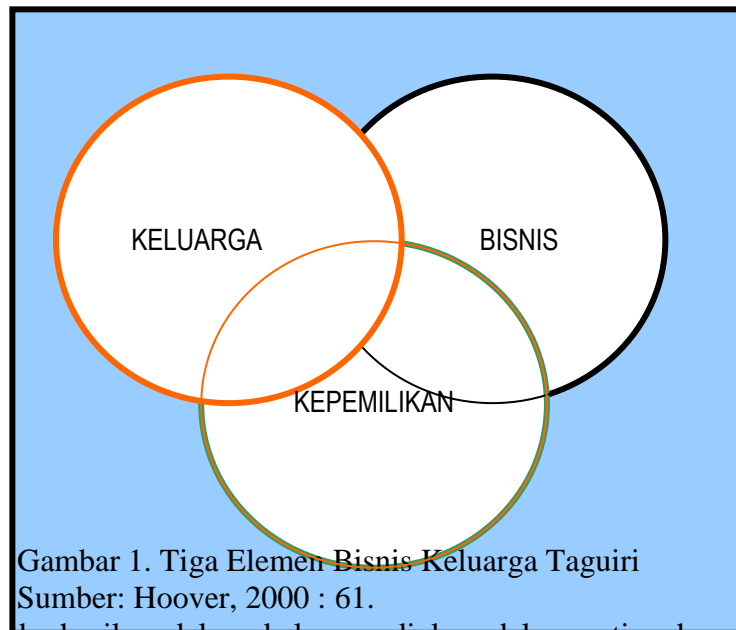 KELUARGA
BISNIS
KEPEMILIKAN
Gambar 1. Tiga Elemen Bisnis Keluarga Taguiri
Sumber: Hoover, 2000 : 61.